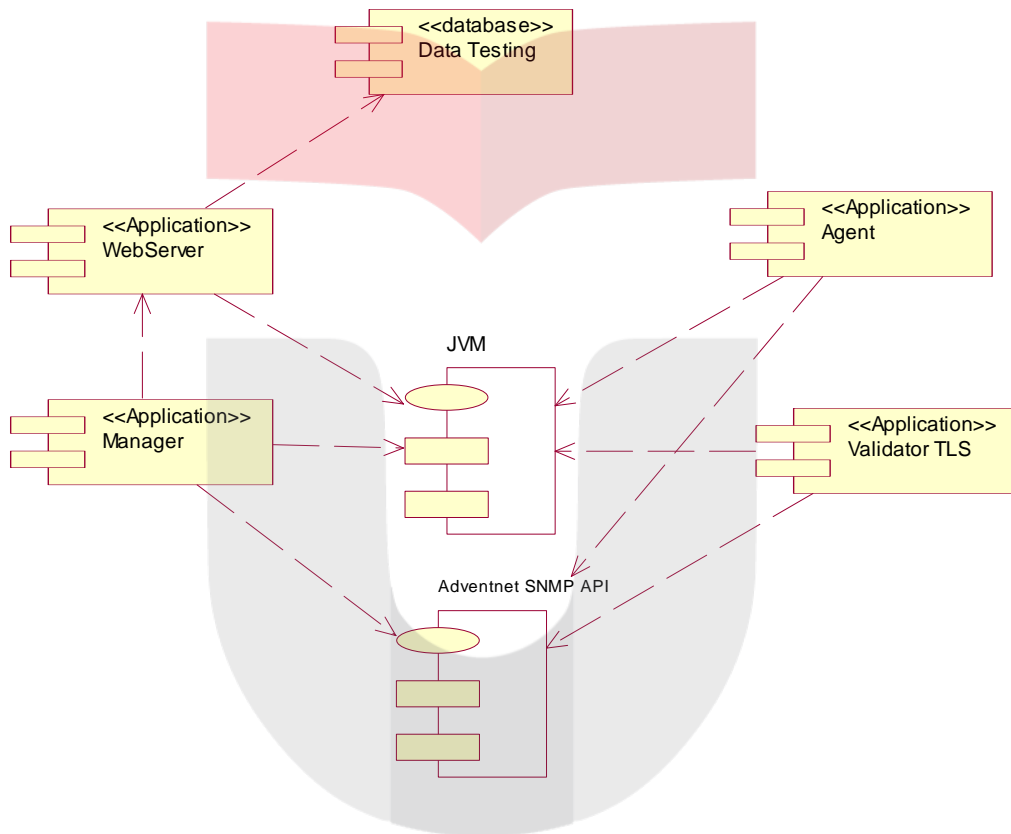 <<database>>
Data Testing
<<Application>>
WebServer
<<Application>>
Agent
JVM
<<Application>>
Manager
<<Application>>
Validator TLS
Adventnet SNMP API